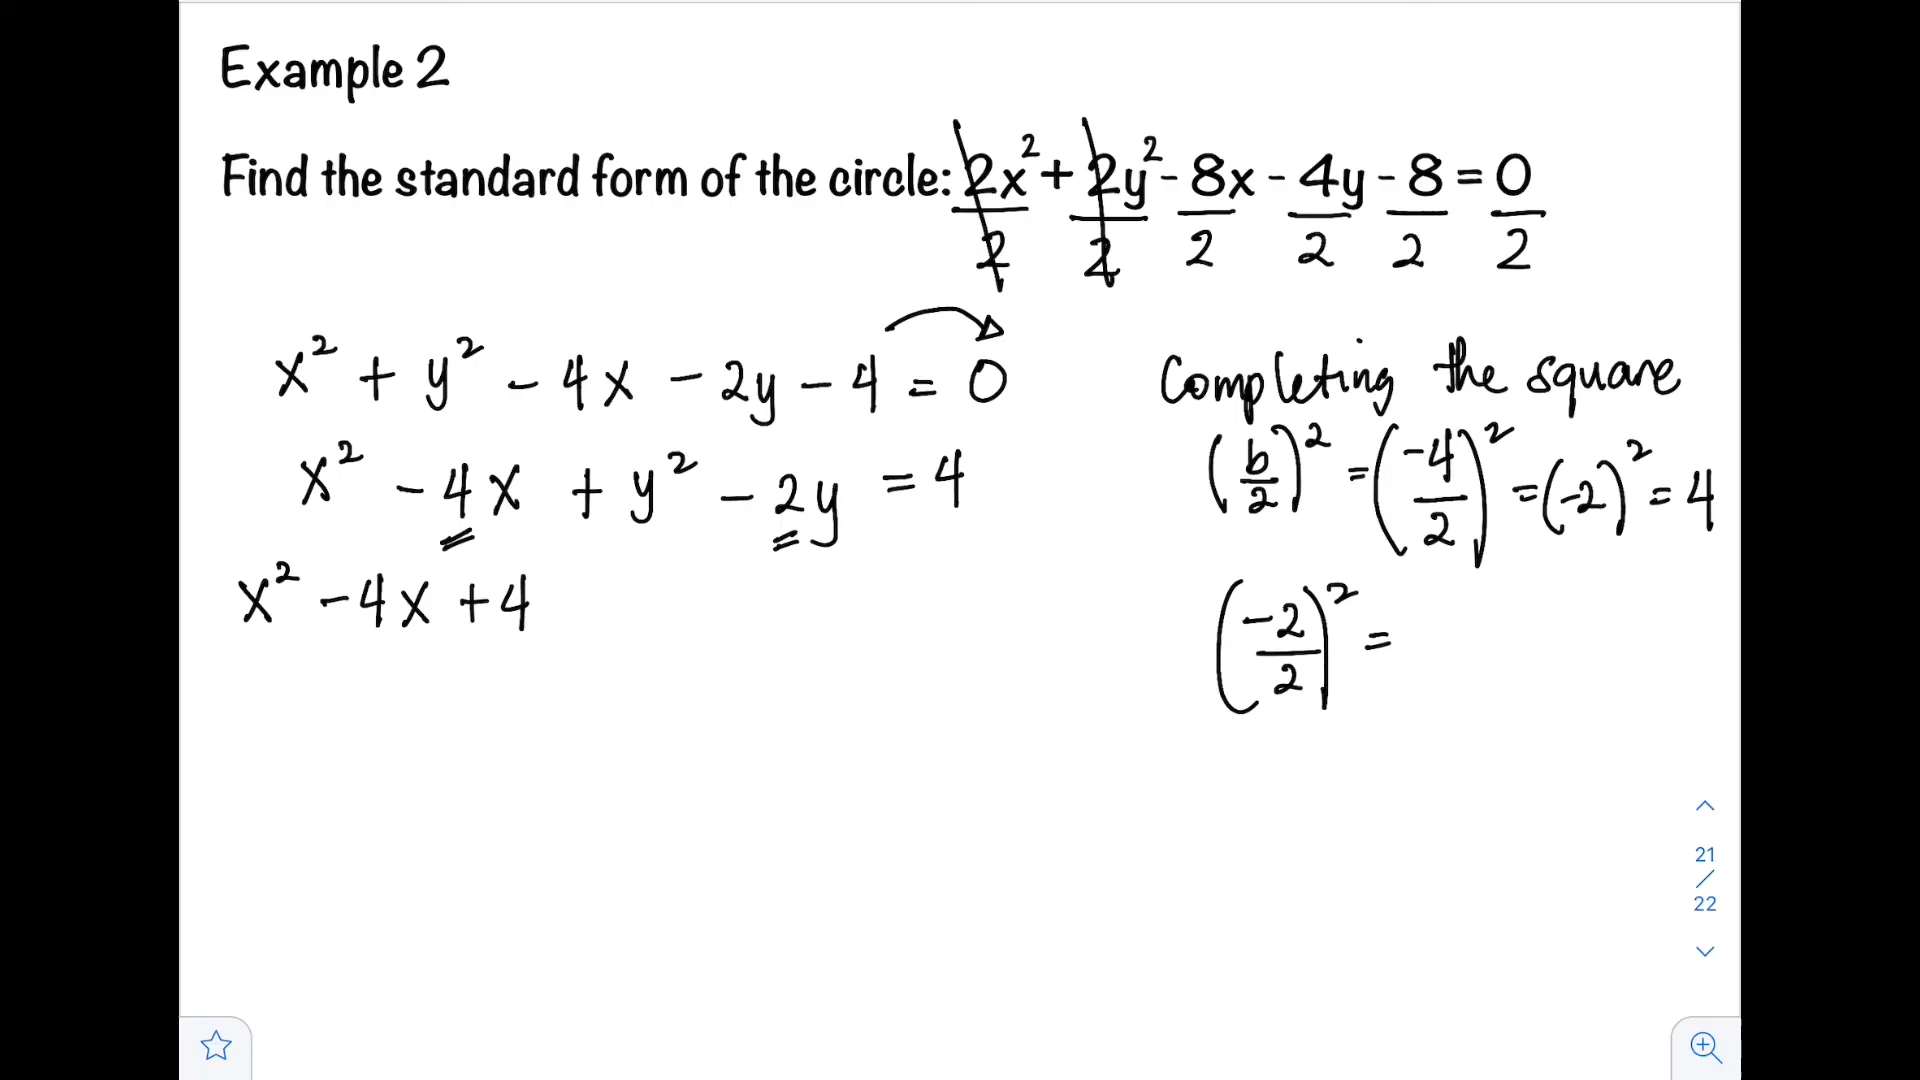 Example 2
Find the standard form of the circle: 2x²/2 + 2y²/2 - 8x/2 - 4y/2 - 8/2 = 0/2
x² + y² - 4x - 2y - 4 = 0
x² - 4x + y² - 2y = 4
x² - 4x + 4
Completing the square
(b/2)² = (-4/2)² = (-2)² = 4
(-2/2)² =
21
/
22